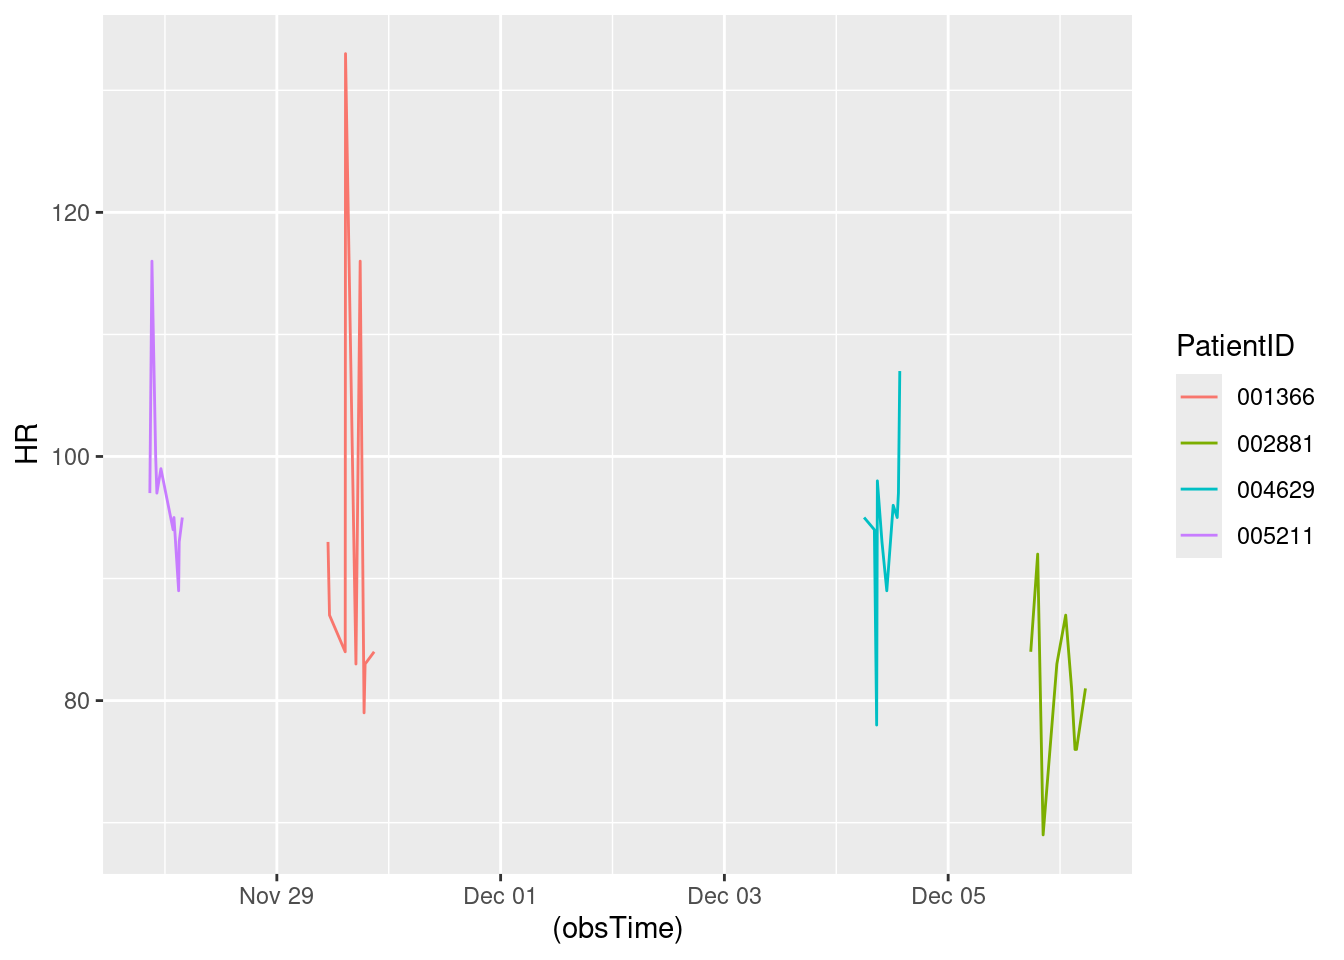 120
100
80
HR
Nov 29
Dec 01
Dec 03
Dec 05
(obsTime)
PatientID
001366
002881
004629
005211